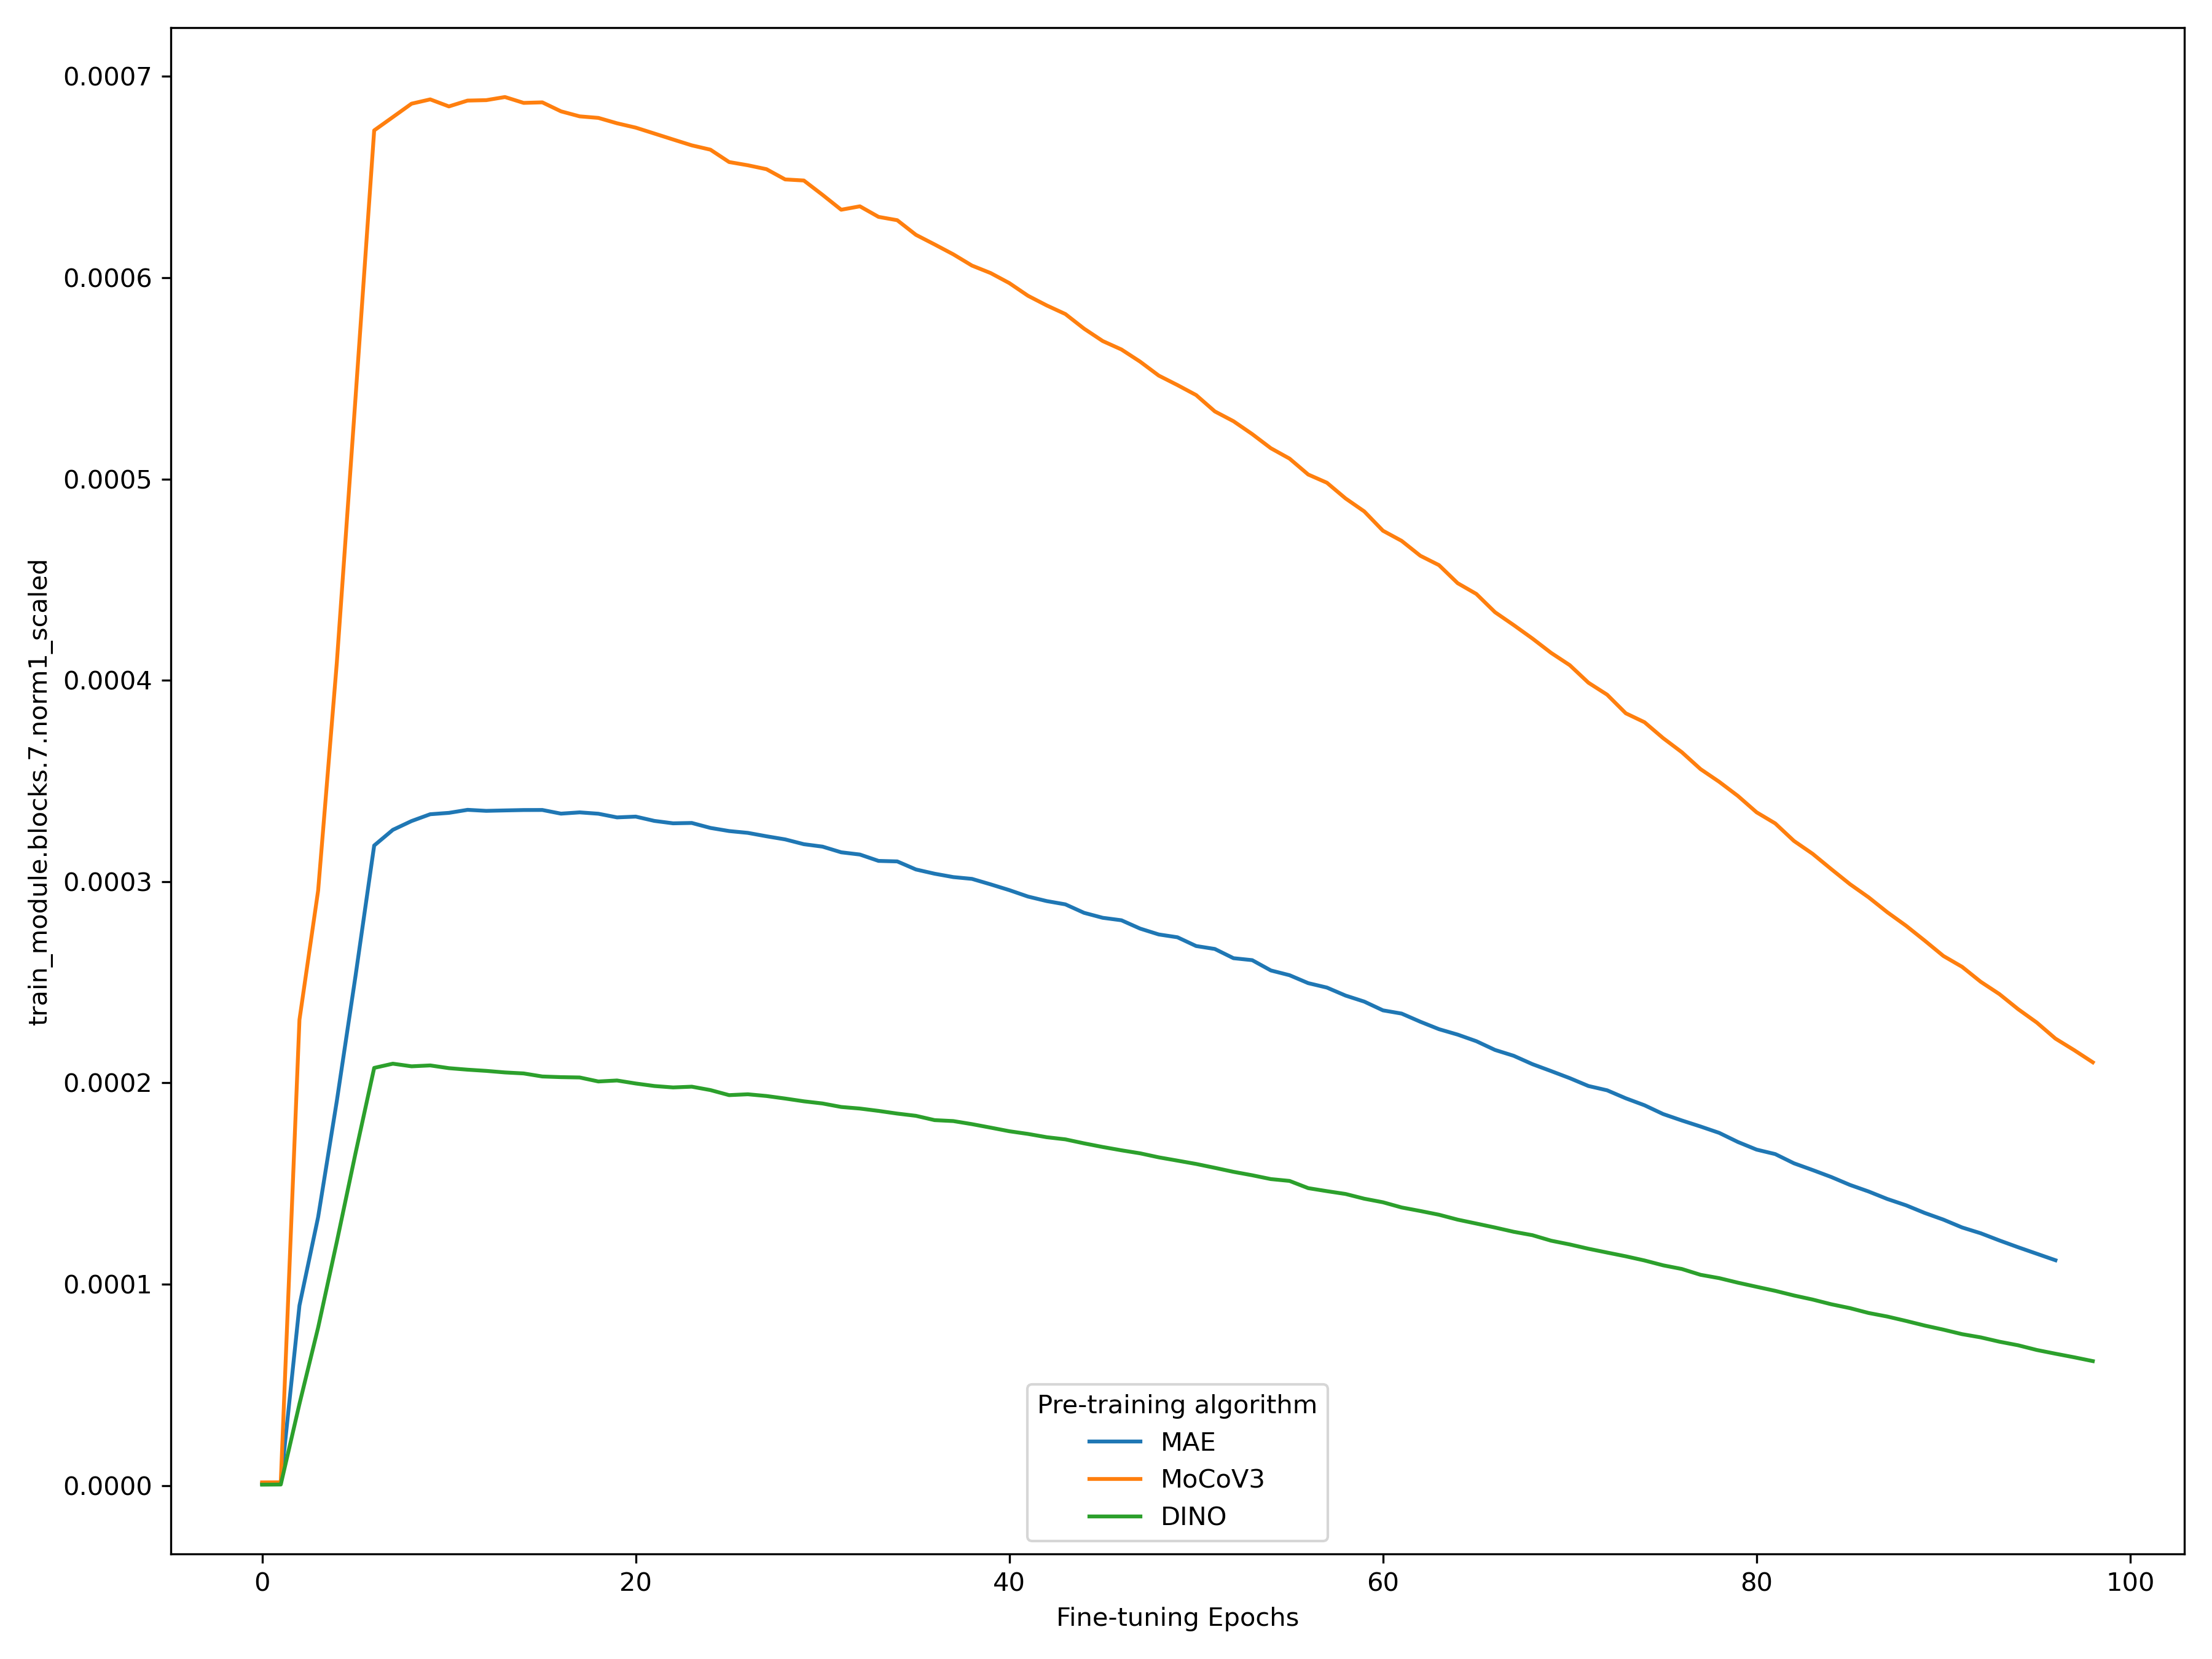 0.0007
0.0006
0.0005
0.0004
0.0003
0.0002
0.0001
0.0000
train_module.blocks.7.norm1_scaled
Pre-training algorithm
MAE
MoCoV3
DINO
0 20 40 60 80 100
Fine-tuning Epochs